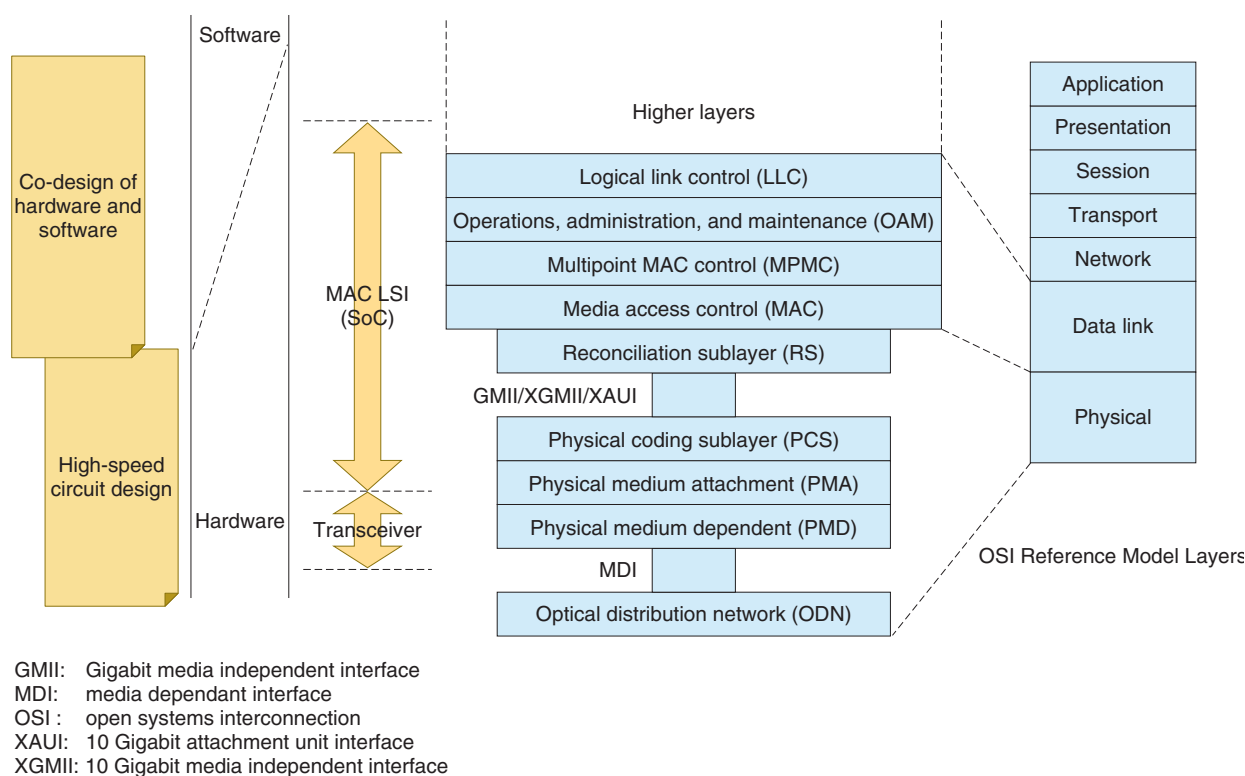 Software
Co-design of
hardware and
software
High-speed
circuit design
Hardware
MAC LSI
(SoC)
Transceiver
Higher layers
Logical link control (LLC)
Operations, administration, and maintenance (OAM)
Multipoint MAC control (MPMC)
Media access control (MAC)
Reconciliation sublayer (RS)
GMII/XGMII/XAUI
Physical coding sublayer (PCS)
Physical medium attachment (PMA)
Physical medium dependent (PMD)
MDI
Optical distribution network (ODN)
Application
Presentation
Session
Transport
Network
Data link
Physical
OSI Reference Model Layers
GMII: Gigabit media independent interface
MDI: media dependant interface
OSI : open systems interconnection
XAUI: 10 Gigabit attachment unit interface
XGMII: 10 Gigabit media independent interface